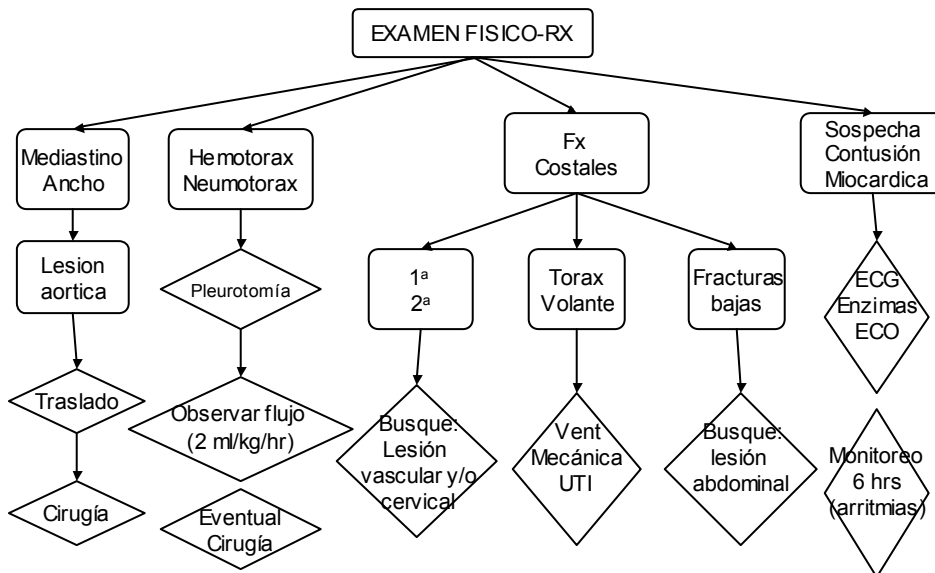 EXAMEN FISICO-RX
Mediastino
Ancho
Hemotorax
Neumotorax
Fx
Costales
Sospecha
Contusión
Miocardica
Lesion
aortica
Pleurotomía
1ª
2ª
Torax
Volante
Fracturas
bajas
ECG
Enzimas
ECO
Traslado
Observar flujo
(2 ml/kg/hr)
Busque:
Lesión
vascular y/o
cervical
Vent
Mecánica
UTI
Busque:
lesión
abdominal
Monitoreo
6 hrs
(arritmias)
Cirugía
Eventual
Cirugía